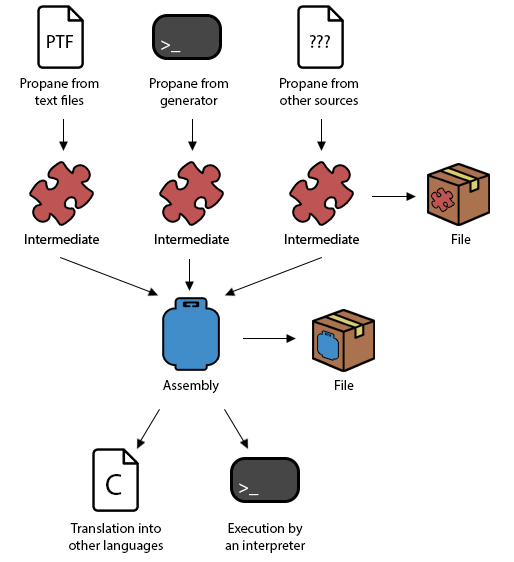 PTF
>_
???
Propane from
text files
Propane from
generator
Propane from
other sources
Intermediate
Intermediate
Intermediate
File
Assembly
File
C
>_
Translation into
other languages
Execution by
an interpreter